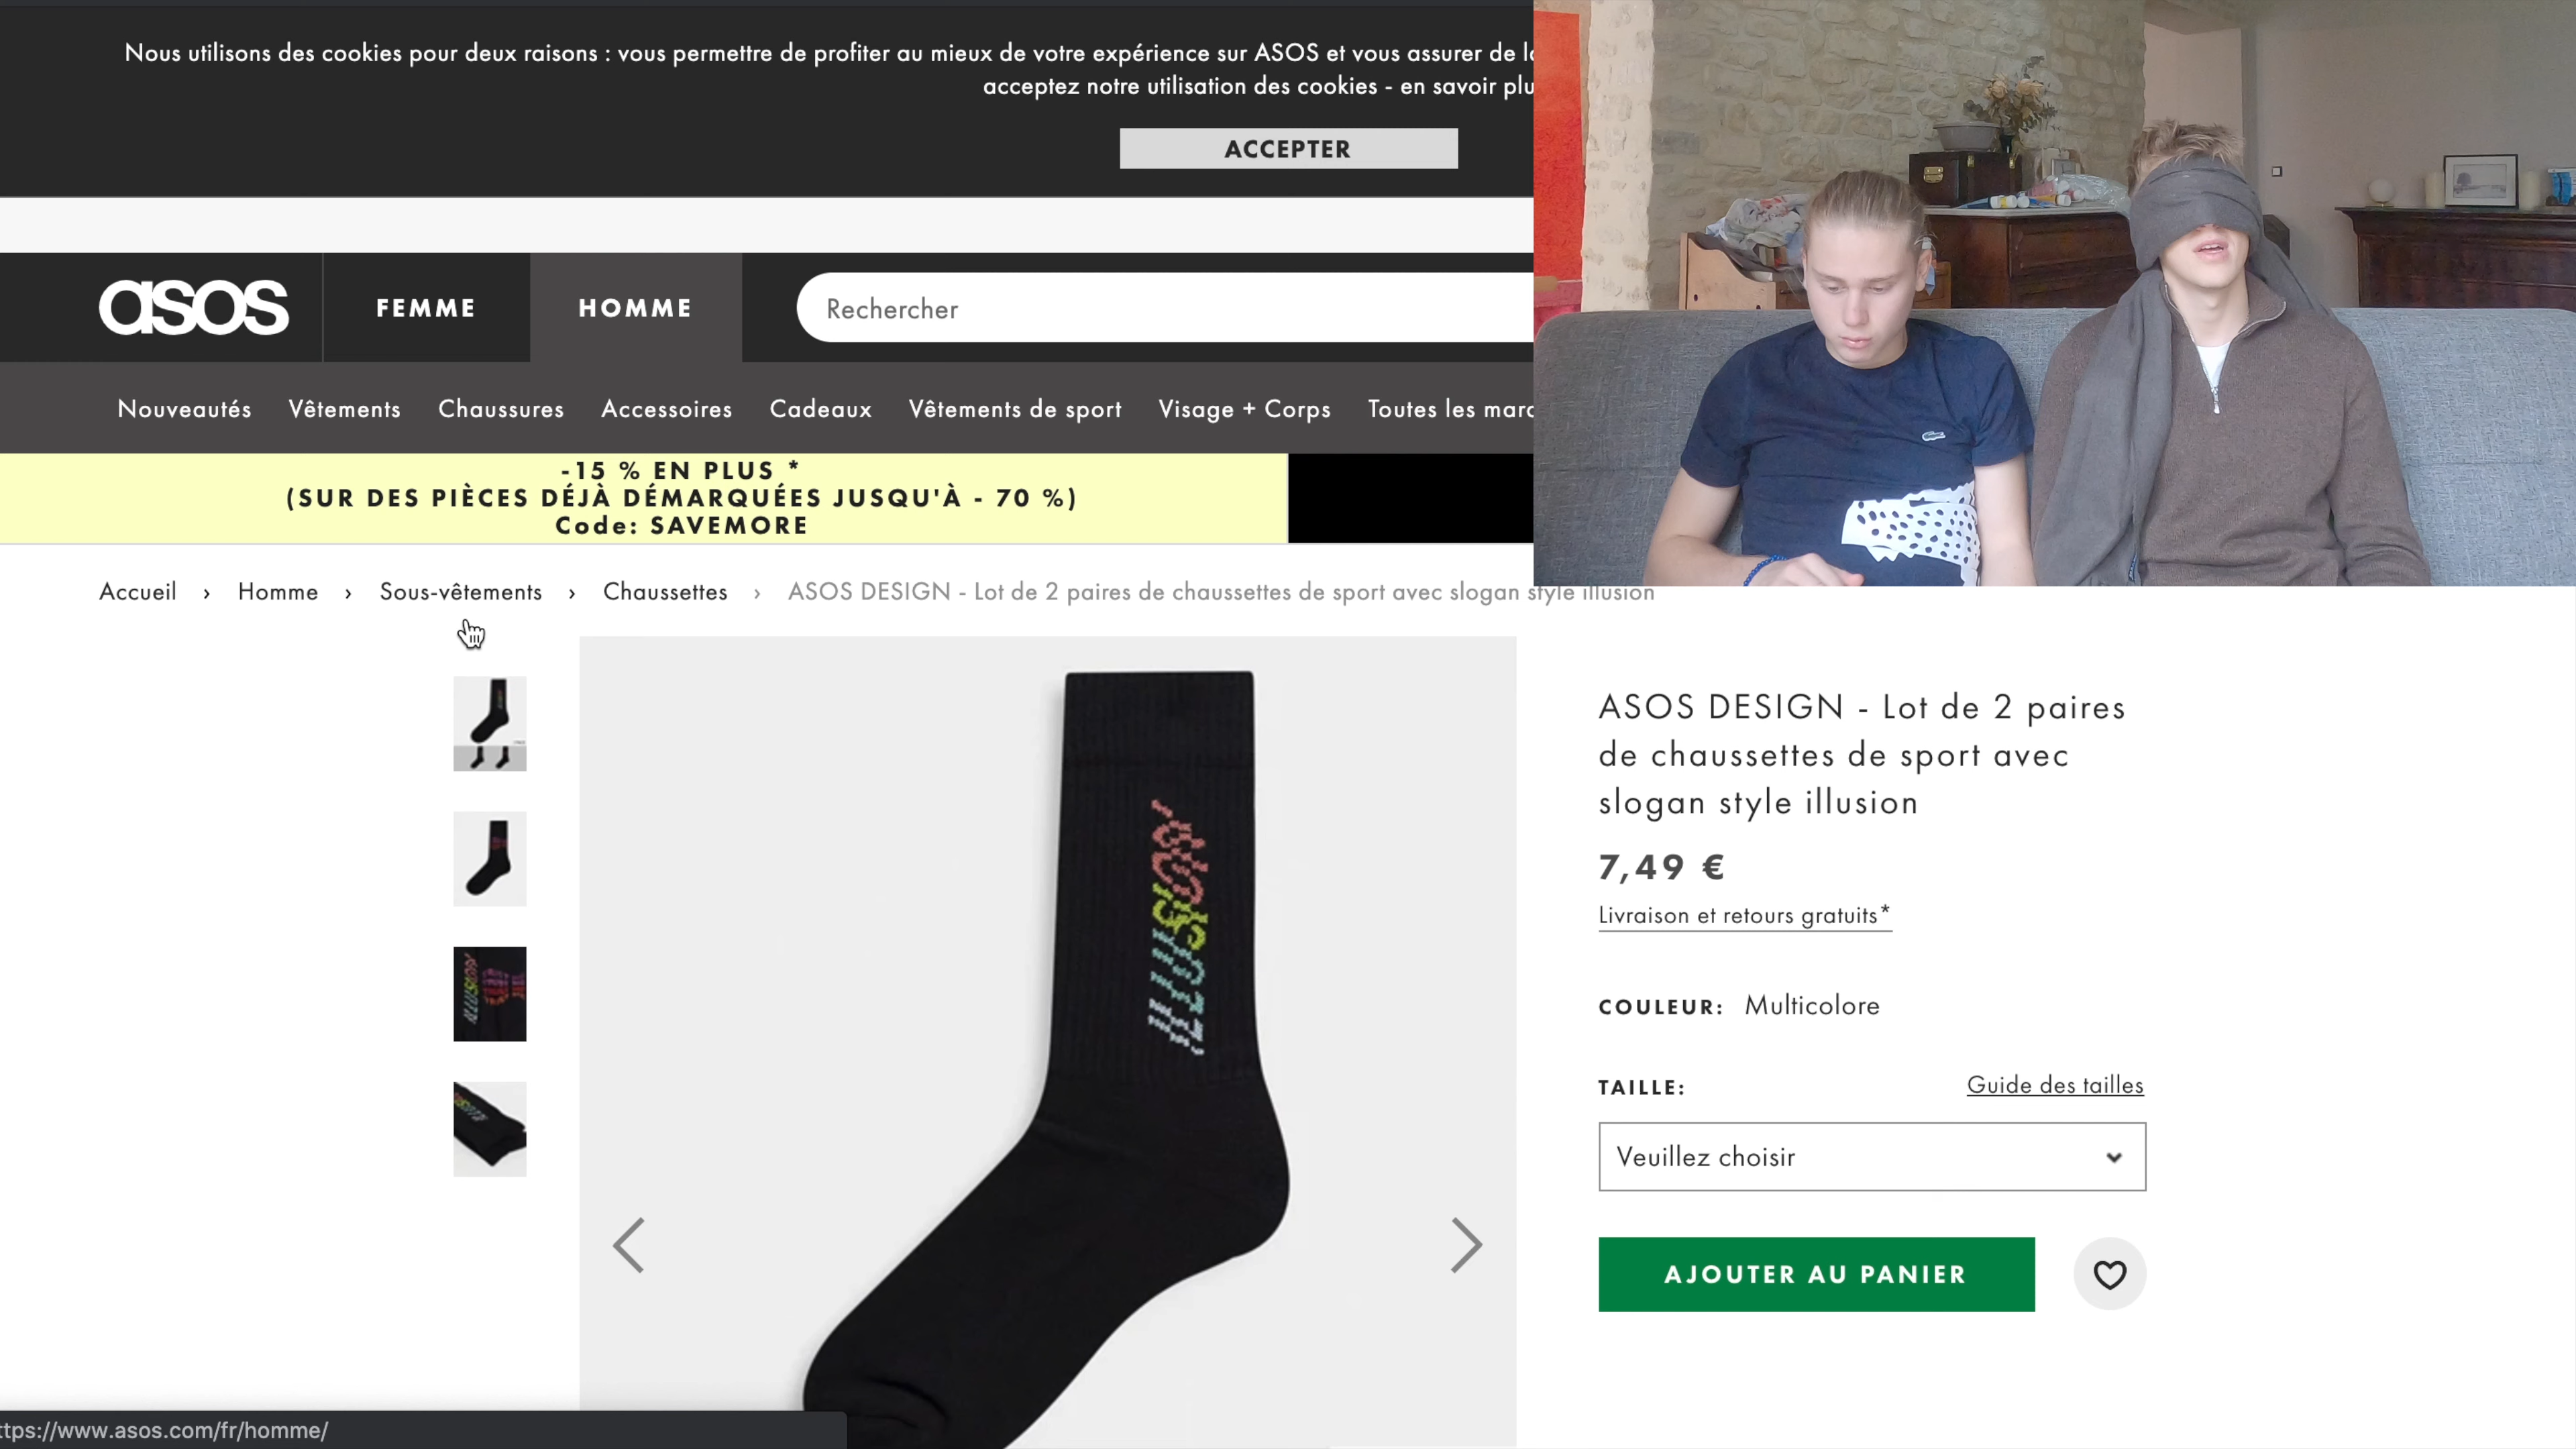 Nous utilisons des cookies pour deux raisons : vous permettre de profiter au mieux de votre expérience sur ASOS et vous assurer de
acceptez notre utilisation des cookies - en savoir plu
ACCEPTER
asos
FEMME
HOMME
Rechercher
Nouveautés Vêtements Chaussures Accessoires Cadeaux Vêtements de sport Visage + Corps Toutes les marq
-15 % EN PLUS *
(SUR DES PIÈCES DÉJÀ DÉMARQUÉES JUSQU'À - 70 %)
Code: SAVEMORE
Accueil › Homme › Sous-vêtements › Chaussettes › ASOS DESIGN - Lot de 2 paires de chaussettes de sport avec slogan style illusion
ILLUSION
ASOS DESIGN - Lot de 2 paires
de chaussettes de sport avec
slogan style illusion
7,49 €
Livraison et retours gratuits*
COULEUR: Multicolore
TAILLE:
Guide des tailles
Veuillez choisir
AJOUTER AU PANIER
ttps://www.asos.com/fr/homme/